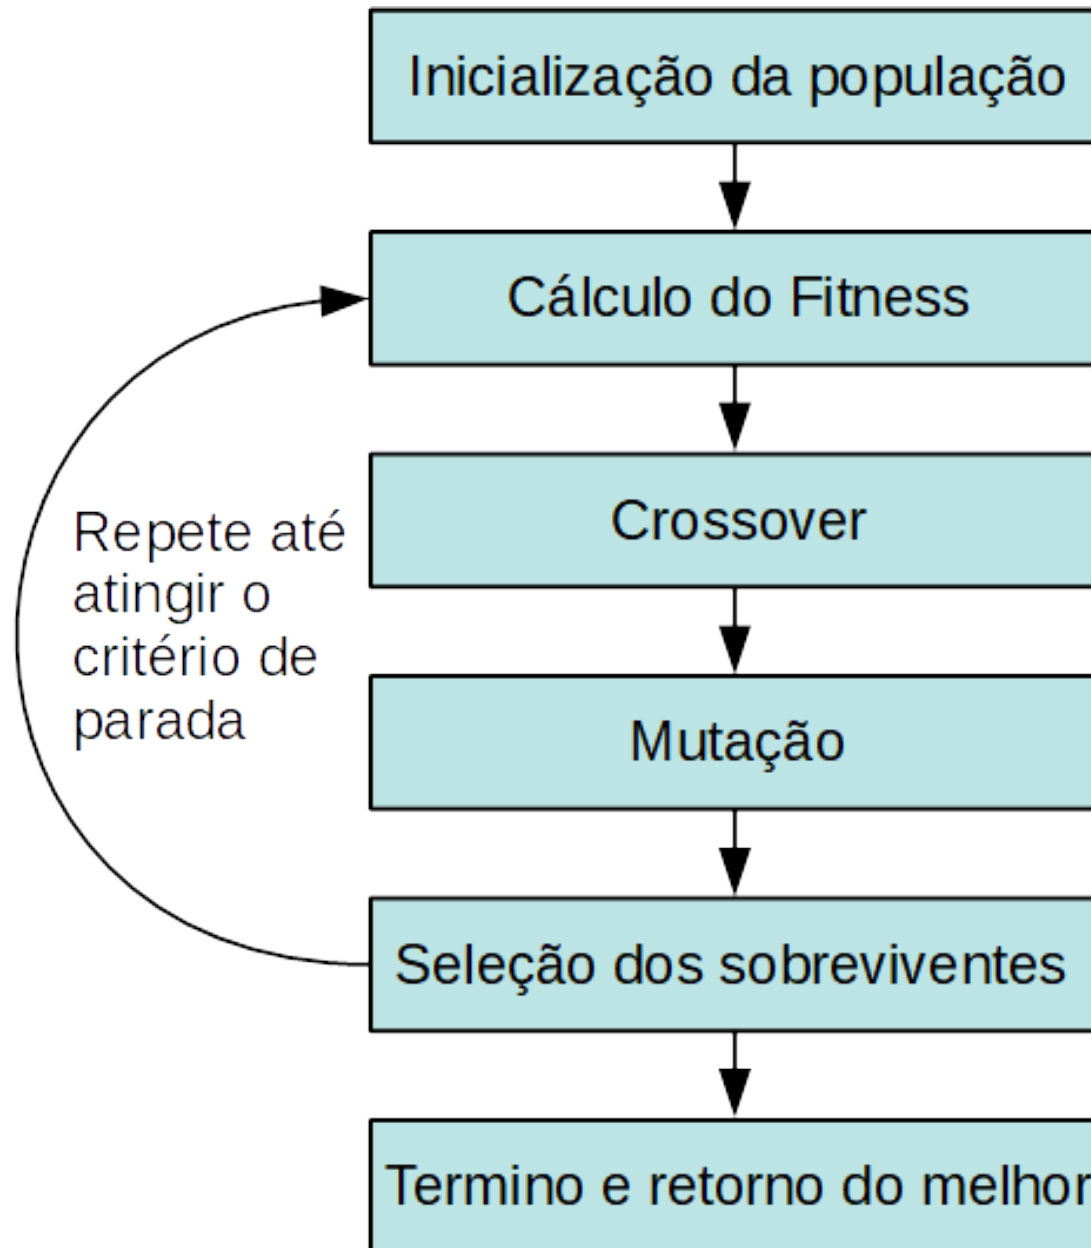 Inicialização da população
Cálculo do Fitness
Crossover
Repete até
atingir o
critério de
parada
Mutação
Seleção dos sobreviventes
Termino e retorno do melhor